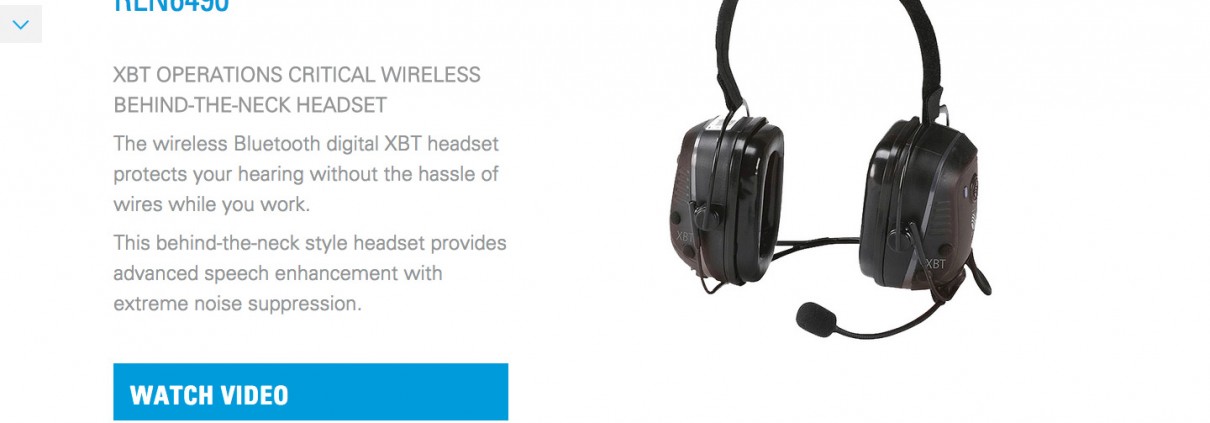 RLN6490
XBT OPERATIONS CRITICAL WIRELESS
BEHIND-THE-NECK HEADSET
The wireless Bluetooth digital XBT headset
protects your hearing without the hassle of
wires while you work.
This behind-the-neck style headset provides
advanced speech enhancement with
extreme noise suppression.
WATCH VIDEO
XBT
XBT